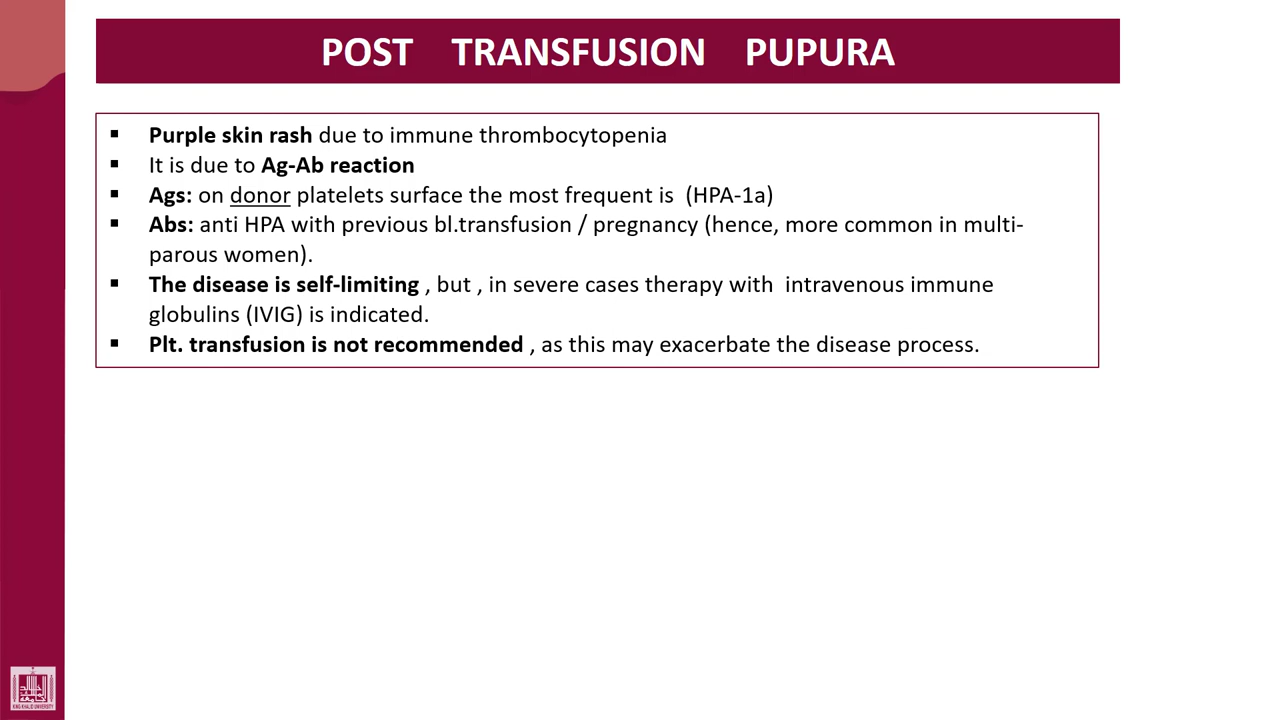 POST TRANSFUSION PUPURA
▪ Purple skin rash due to immune thrombocytopenia
▪ It is due to Ag-Ab reaction
▪ Ags: on donor platelets surface the most frequent is (HPA-1a)
▪ Abs: anti HPA with previous bl.transfusion / pregnancy (hence, more common in multi-
parous women).
▪ The disease is self-limiting , but , in severe cases therapy with intravenous immune
globulins (IVIG) is indicated.
▪ Plt. transfusion is not recommended , as this may exacerbate the disease process.
KING KHALID UNIVERSITY